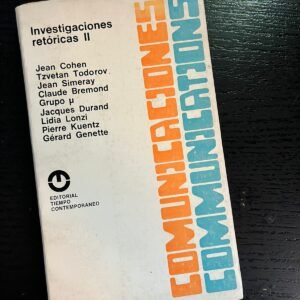 Investigaciones
retóricas II
Jean Cohen
Tzvetan Todorov
Jean Simeray
Claude Bremond
Grupo µ
Jacques Durand
Lidia Lonzi
Pierre Kuentz
Gérard Genette
EDITORIAL
TIEMPO
CONTEMPORANEO
COMUNICACIONES
COMMUNICATIONS